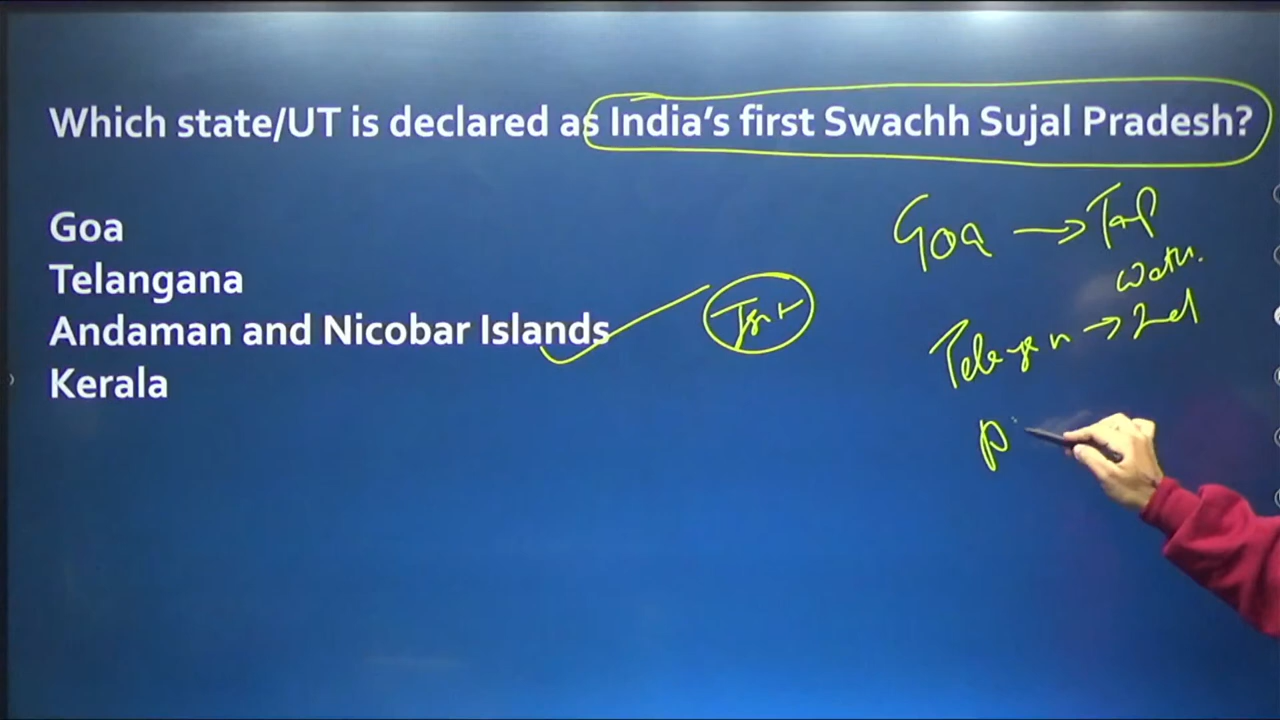 Which state/UT is declared as India's first Swachh Sujal Pradesh?
Goa
Telangana
Andaman and Nicobar Islands
Kerala
Goa → Tap
Water.
→ 2nd
P